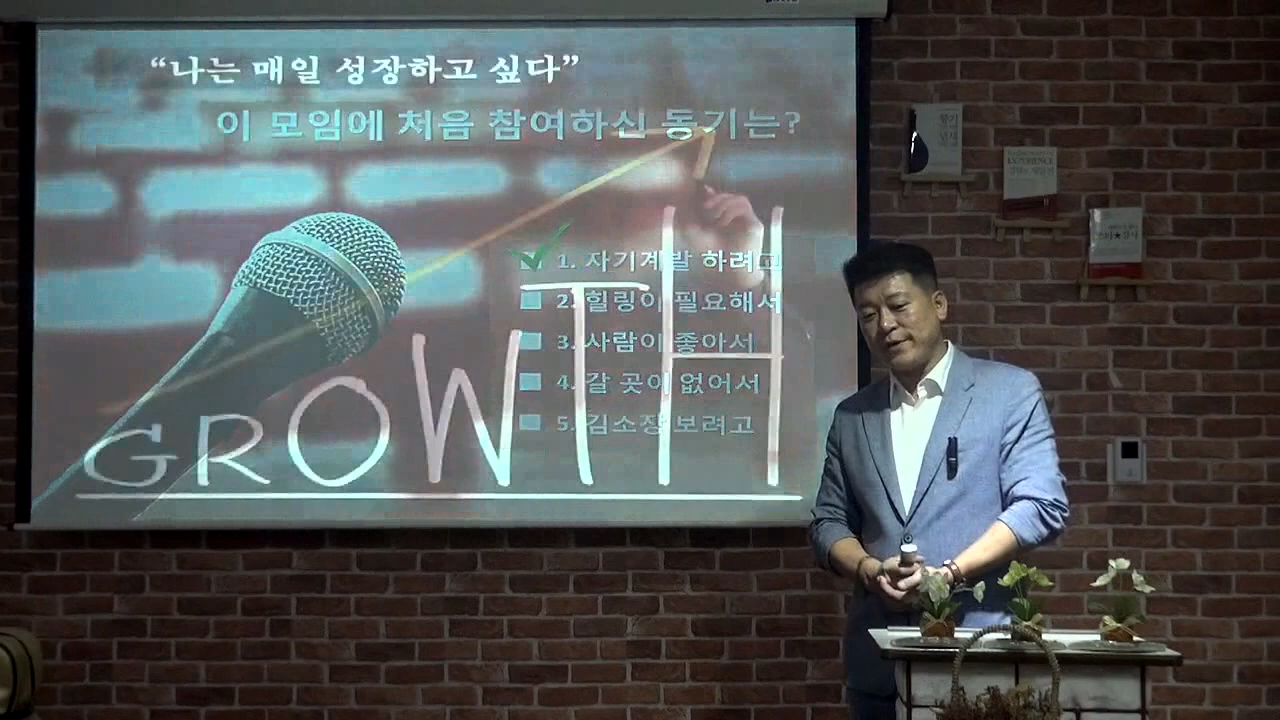 “나는 매일 성장하고 싶다”
이 모임에 처음 참여하신 동기는?
1. 자기계발 하려고
2. 힐링이 필요해서
3. 사람이 좋아서
4. 갈 곳이 없어서
5. 김소장 보려고
GROWTH
EXPERIENCE